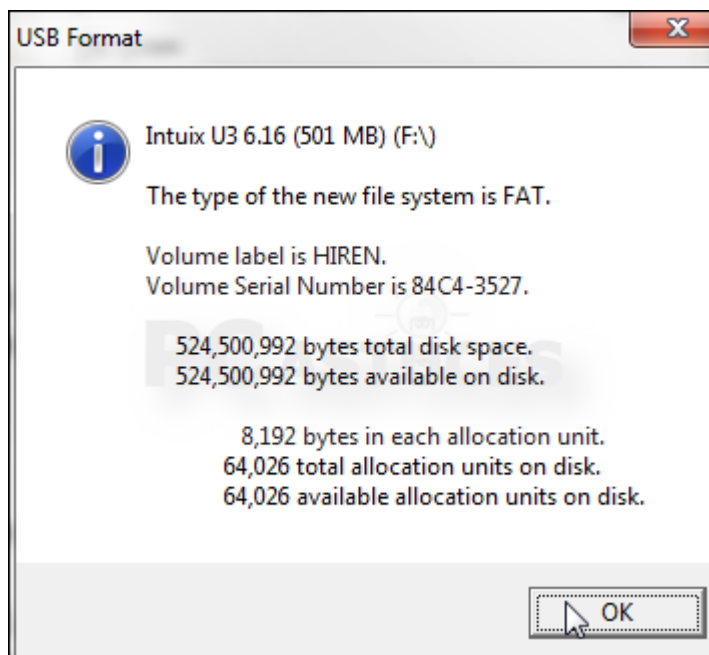 USB Format
Intuix U3 6.16 (501 MB) (F:\)
The type of the new file system is FAT.
Volume label is HIREN.
Volume Serial Number is 84C4-3527.
524,500,992 bytes total disk space.
524,500,992 bytes available on disk.
8,192 bytes in each allocation unit.
64,026 total allocation units on disk.
64,026 available allocation units on disk.
OK